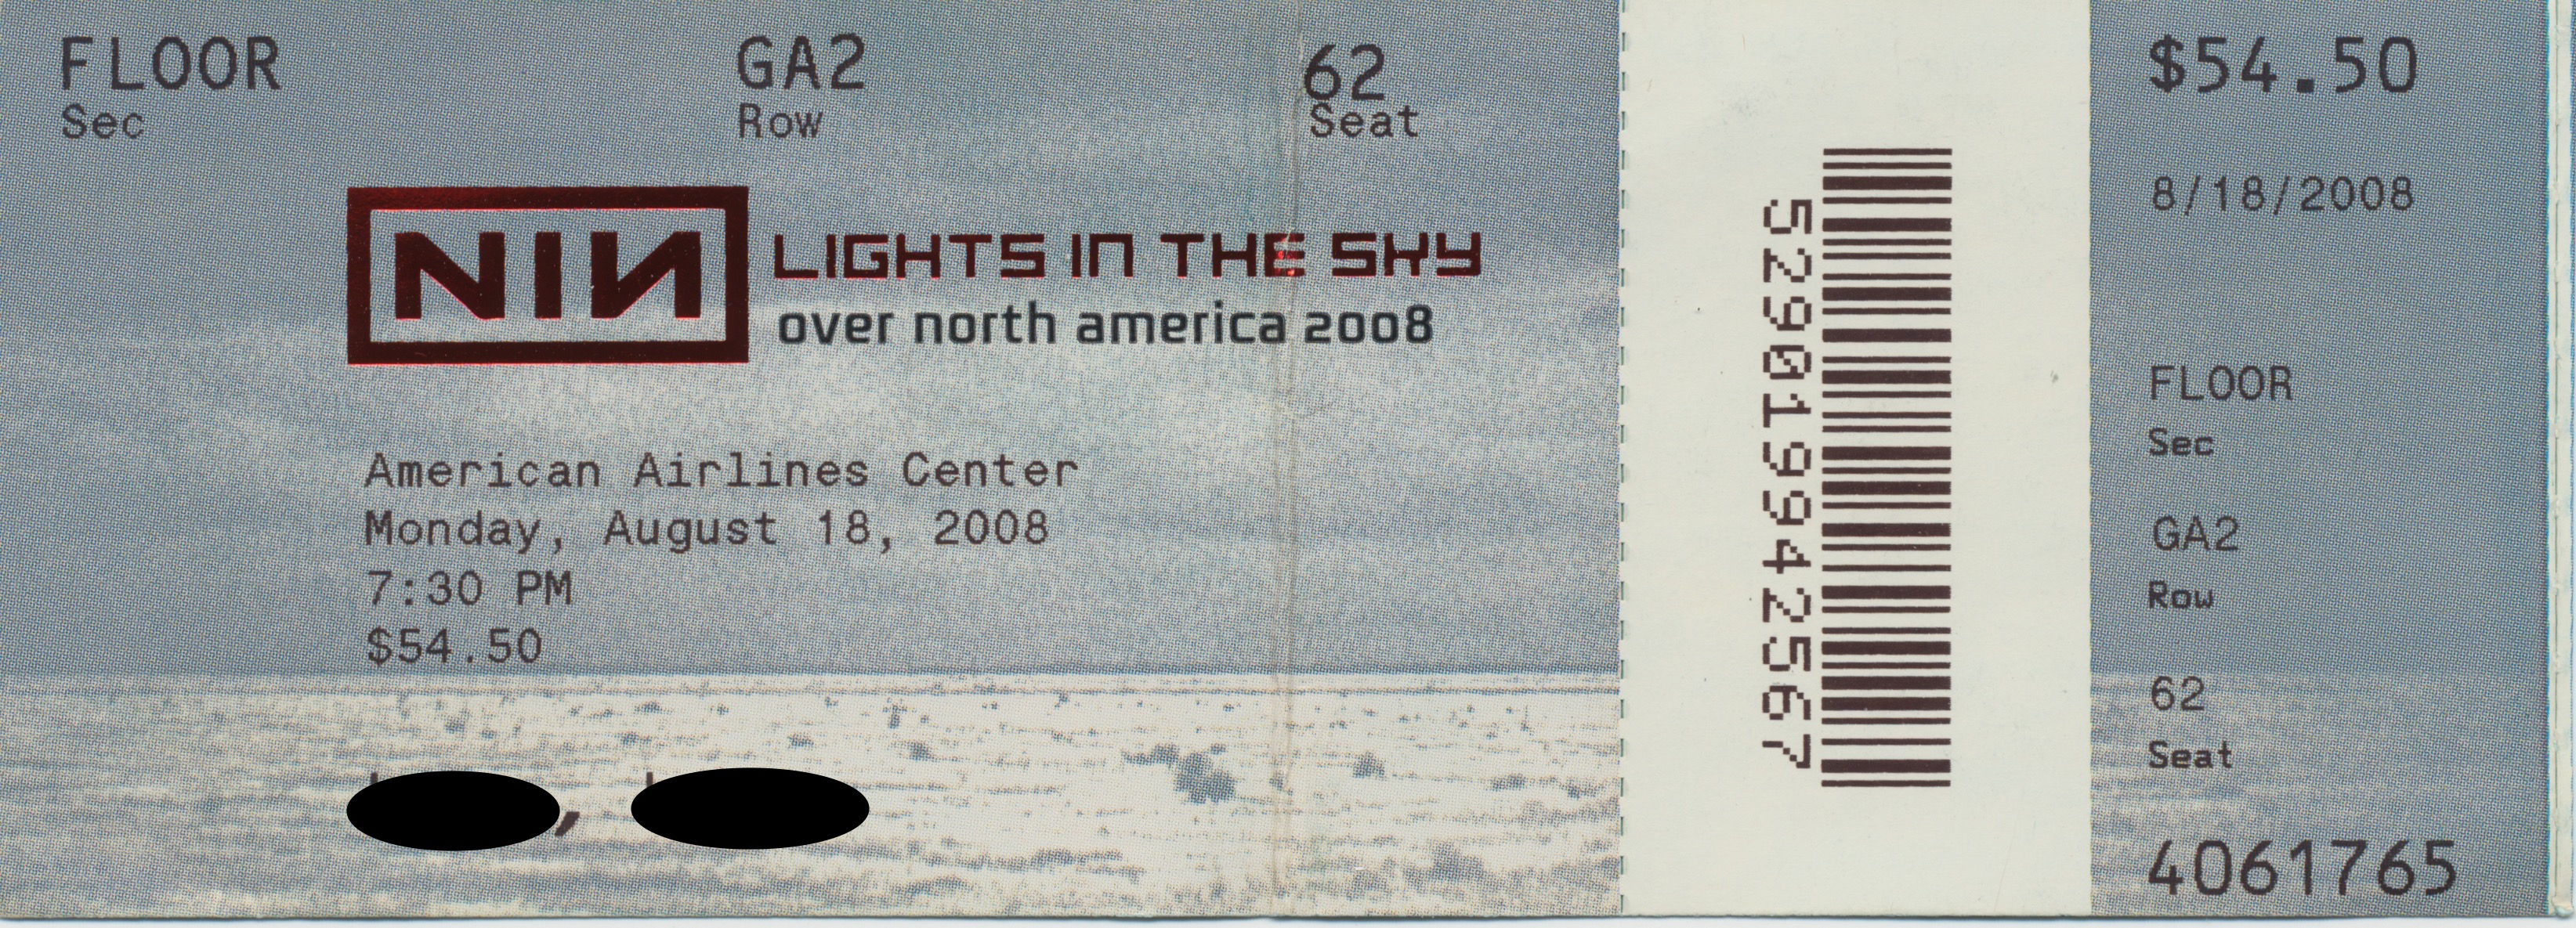 FLOOR GA2 62
Sec Row Seat
NIN
LIGHTS IN THE SKY
over north america 2008
American Airlines Center
Monday, August 18, 2008
7:30 PM
$54.50
,
529019942567
$54.50
8/18/2008
FLOOR
Sec
GA2
Row
62
Seat
4061765